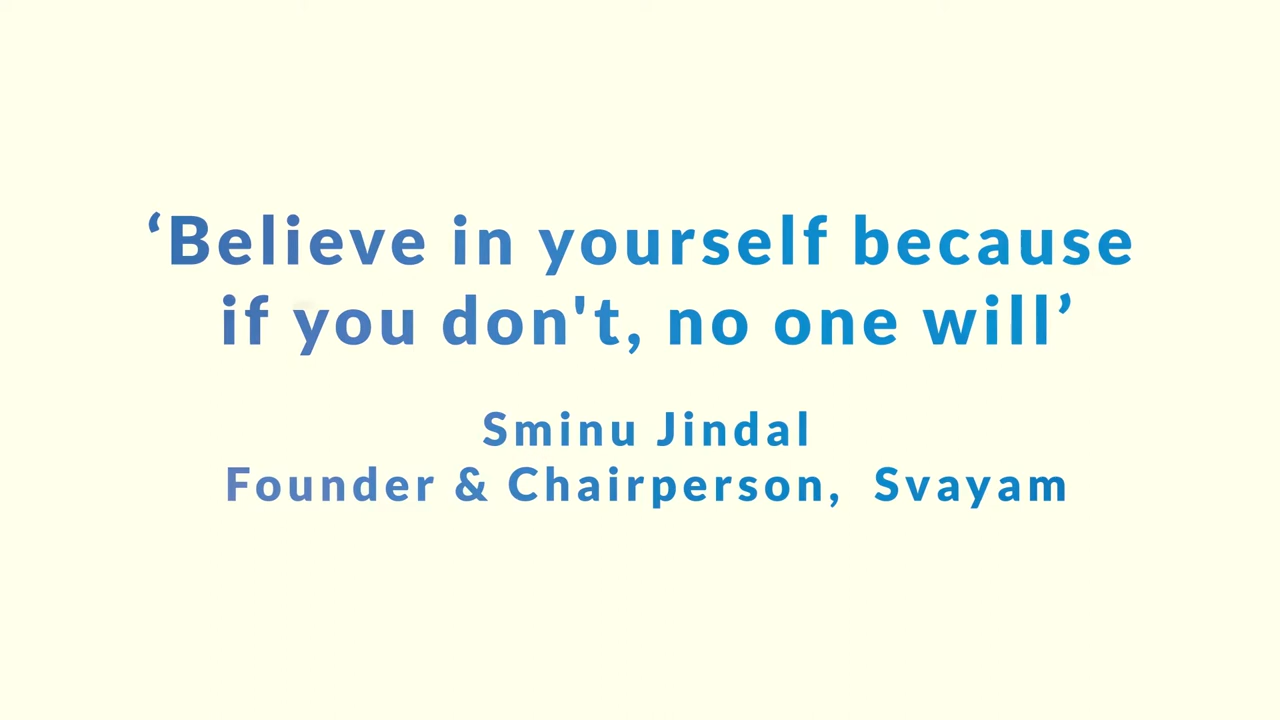 ‘Believe in yourself because
if you don't, no one will’
Sminu Jindal
Founder & Chairperson, Svayam